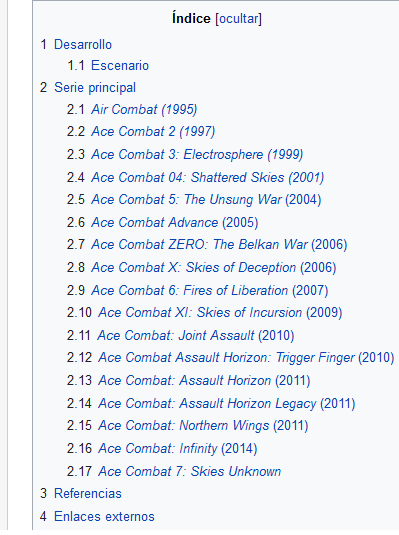 Índice [ocultar]
1 Desarrollo
1.1 Escenario
2 Serie principal
2.1 Air Combat (1995)
2.2 Ace Combat 2 (1997)
2.3 Ace Combat 3: Electrosphere (1999)
2.4 Ace Combat 04: Shattered Skies (2001)
2.5 Ace Combat 5: The Unsung War (2004)
2.6 Ace Combat Advance (2005)
2.7 Ace Combat ZERO: The Belkan War (2006)
2.8 Ace Combat X: Skies of Deception (2006)
2.9 Ace Combat 6: Fires of Liberation (2007)
2.10 Ace Combat XI: Skies of Incursion (2009)
2.11 Ace Combat: Joint Assault (2010)
2.12 Ace Combat Assault Horizon: Trigger Finger (2010)
2.13 Ace Combat: Assault Horizon (2011)
2.14 Ace Combat: Assault Horizon Legacy (2011)
2.15 Ace Combat: Northern Wings (2011)
2.16 Ace Combat: Infinity (2014)
2.17 Ace Combat 7: Skies Unknown
3 Referencias
4 Enlaces externos